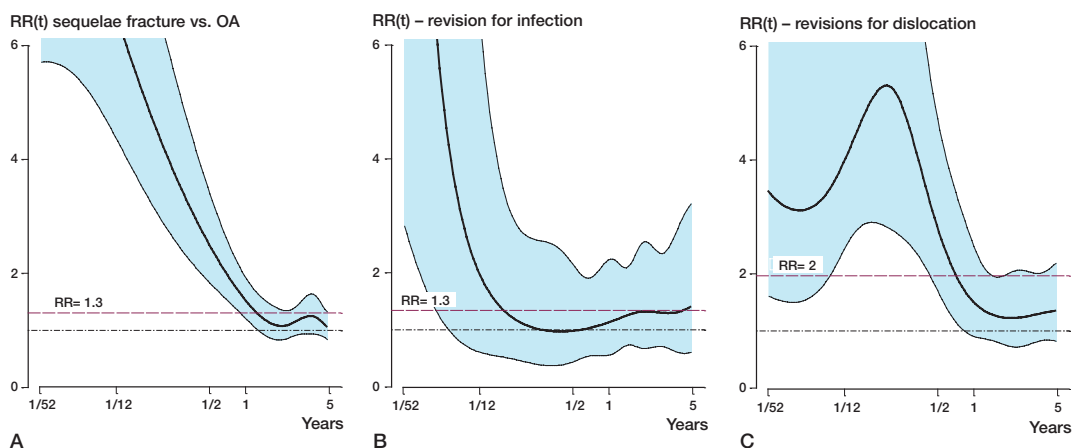 RR(t) sequelae fracture vs. OA
6
4
2
0
RR= 1.3
1/52
1/12
1/2
1
5
Years
A
RR(t) – revision for infection
6
4
2
0
RR= 1.3
1/52
1/12
1/2
1
5
Years
B
RR(t) – revisions for dislocation
6
4
2
0
RR= 2
1/52
1/12
1/2
1
5
Years
C